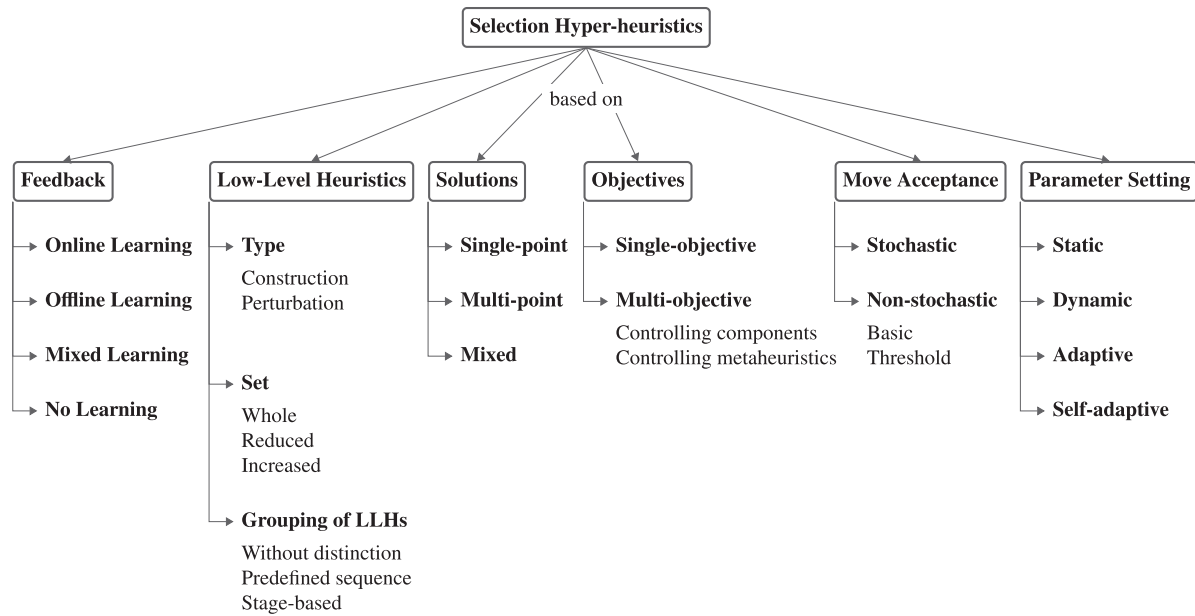 Selection Hyper-heuristics
based on
Feedback
Online Learning
Offline Learning
Mixed Learning
No Learning
Low-Level Heuristics
Type
Construction
Perturbation
Set
Whole
Reduced
Increased
Grouping of LLHs
Without distinction
Predefined sequence
Stage-based
Solutions
Single-point
Multi-point
Mixed
Objectives
Single-objective
Multi-objective
Controlling components
Controlling metaheuristics
Move Acceptance
Stochastic
Non-stochastic
Basic
Threshold
Parameter Setting
Static
Dynamic
Adaptive
Self-adaptive